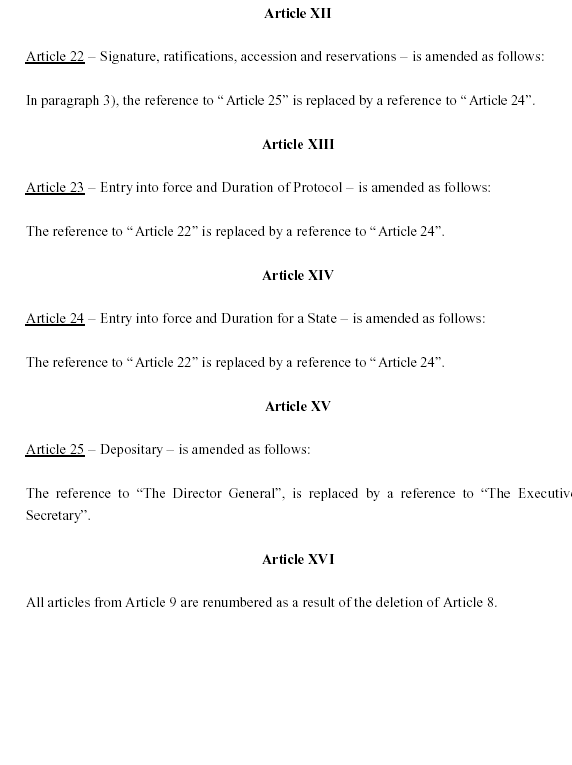 Article XII
Article 22 – Signature, ratifications, accession and reservations – is amended as follows:
In paragraph 3), the reference to “Article 25” is replaced by a reference to “Article 24”.
Article XIII
Article 23 – Entry into force and Duration of Protocol – is amended as follows:
The reference to “Article 22” is replaced by a reference to “Article 24”.
Article XIV
Article 24 – Entry into force and Duration for a State – is amended as follows:
The reference to “Article 22” is replaced by a reference to “Article 24”.
Article XV
Article 25 – Depositary – is amended as follows:
The reference to “The Director General”, is replaced by a reference to “The Executive
Secretary”.
Article XVI
All articles from Article 9 are renumbered as a result of the deletion of Article 8.